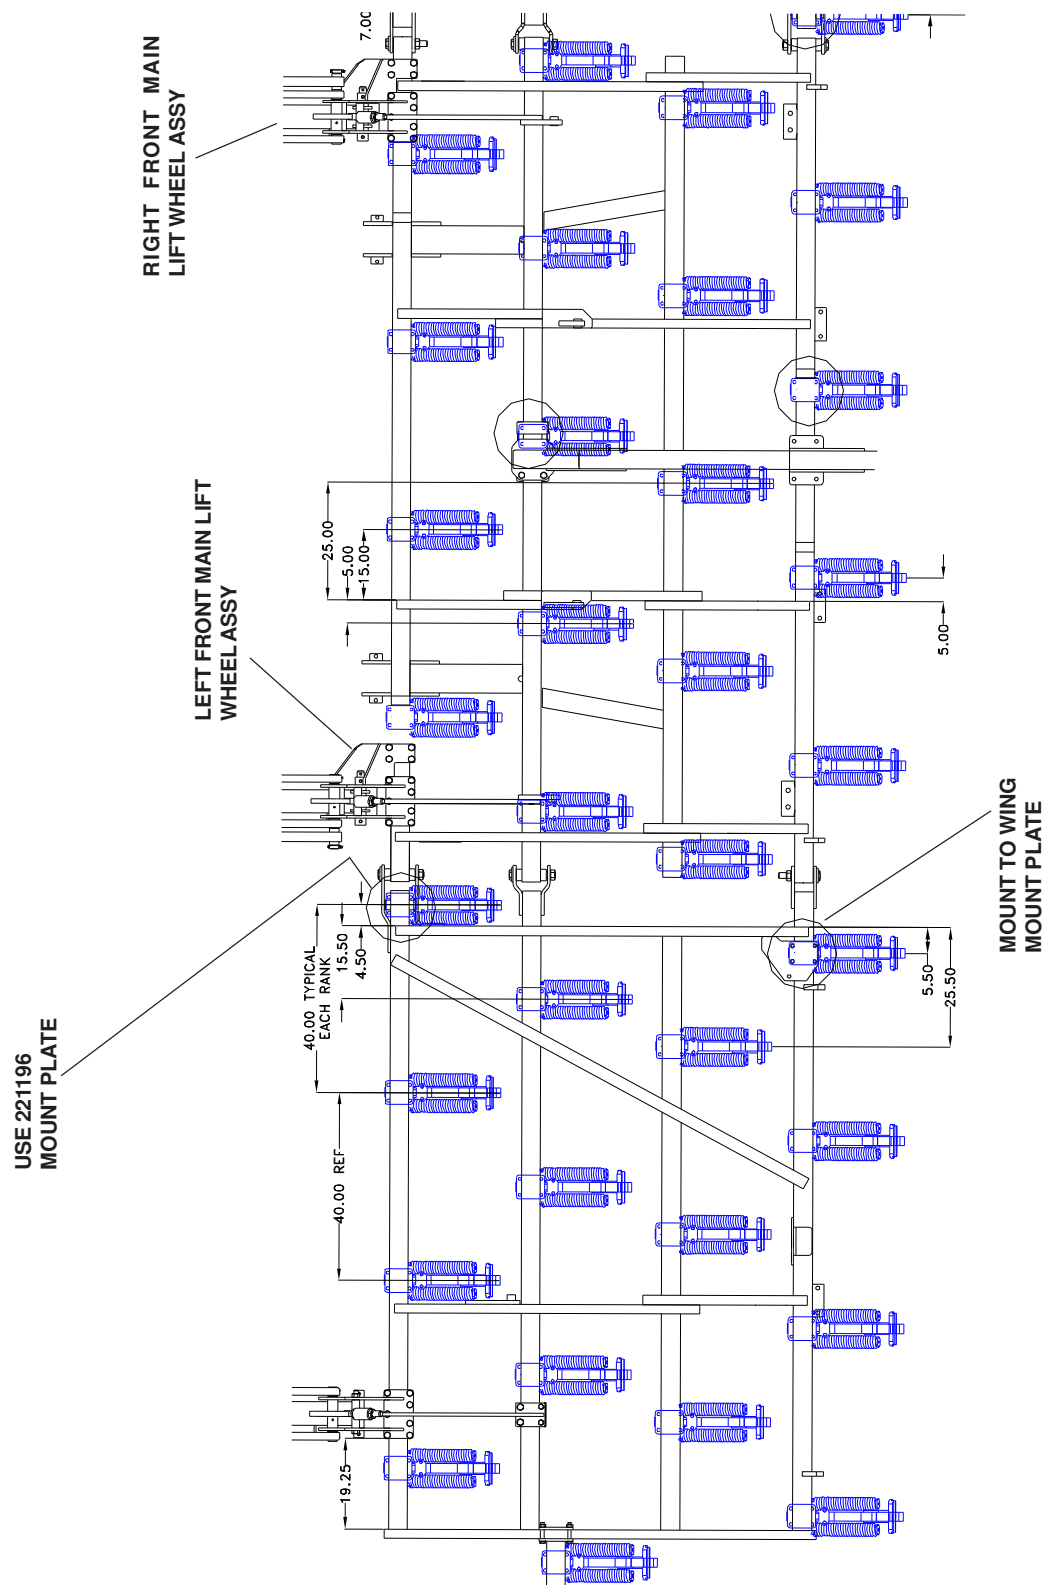 7.00
RIGHT FRONT MAIN
LIFT WHEEL ASSY
25.00
5.00
15.00
5.00
LEFT FRONT MAIN LIFT
WHEEL ASSY
MOUNT TO WING
MOUNT PLATE
15.50
4.50
40.00 TYPICAL
EACH RANK
5.50
25.50
USE 221196
MOUNT PLATE
40.00 REF
19.25